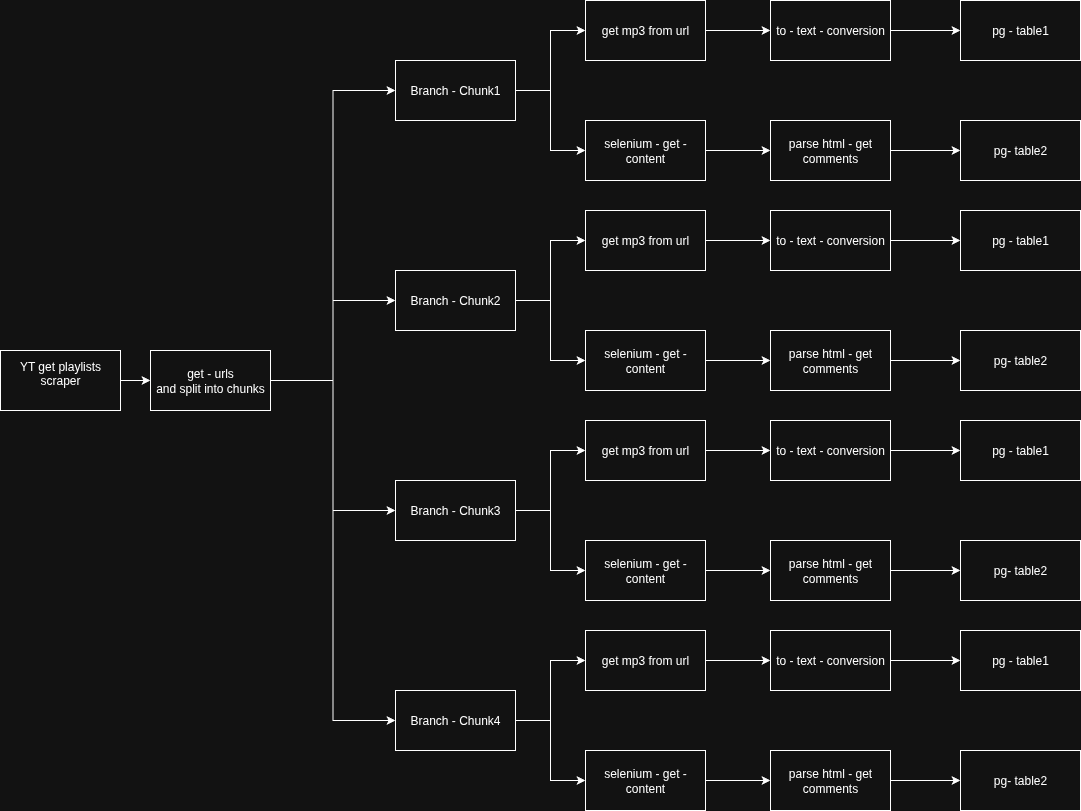 YT get playlists
scraper
get - urls
and split into chunks
Branch - Chunk1
get mp3 from url
to - text - conversion
pg - table1
selenium - get -
content
parse html - get
comments
pg- table2
Branch - Chunk2
get mp3 from url
to - text - conversion
pg - table1
selenium - get -
content
parse html - get
comments
pg- table2
Branch - Chunk3
get mp3 from url
to - text - conversion
pg - table1
selenium - get -
content
parse html - get
comments
pg- table2
Branch - Chunk4
get mp3 from url
to - text - conversion
pg - table1
selenium - get -
content
parse html - get
comments
pg- table2